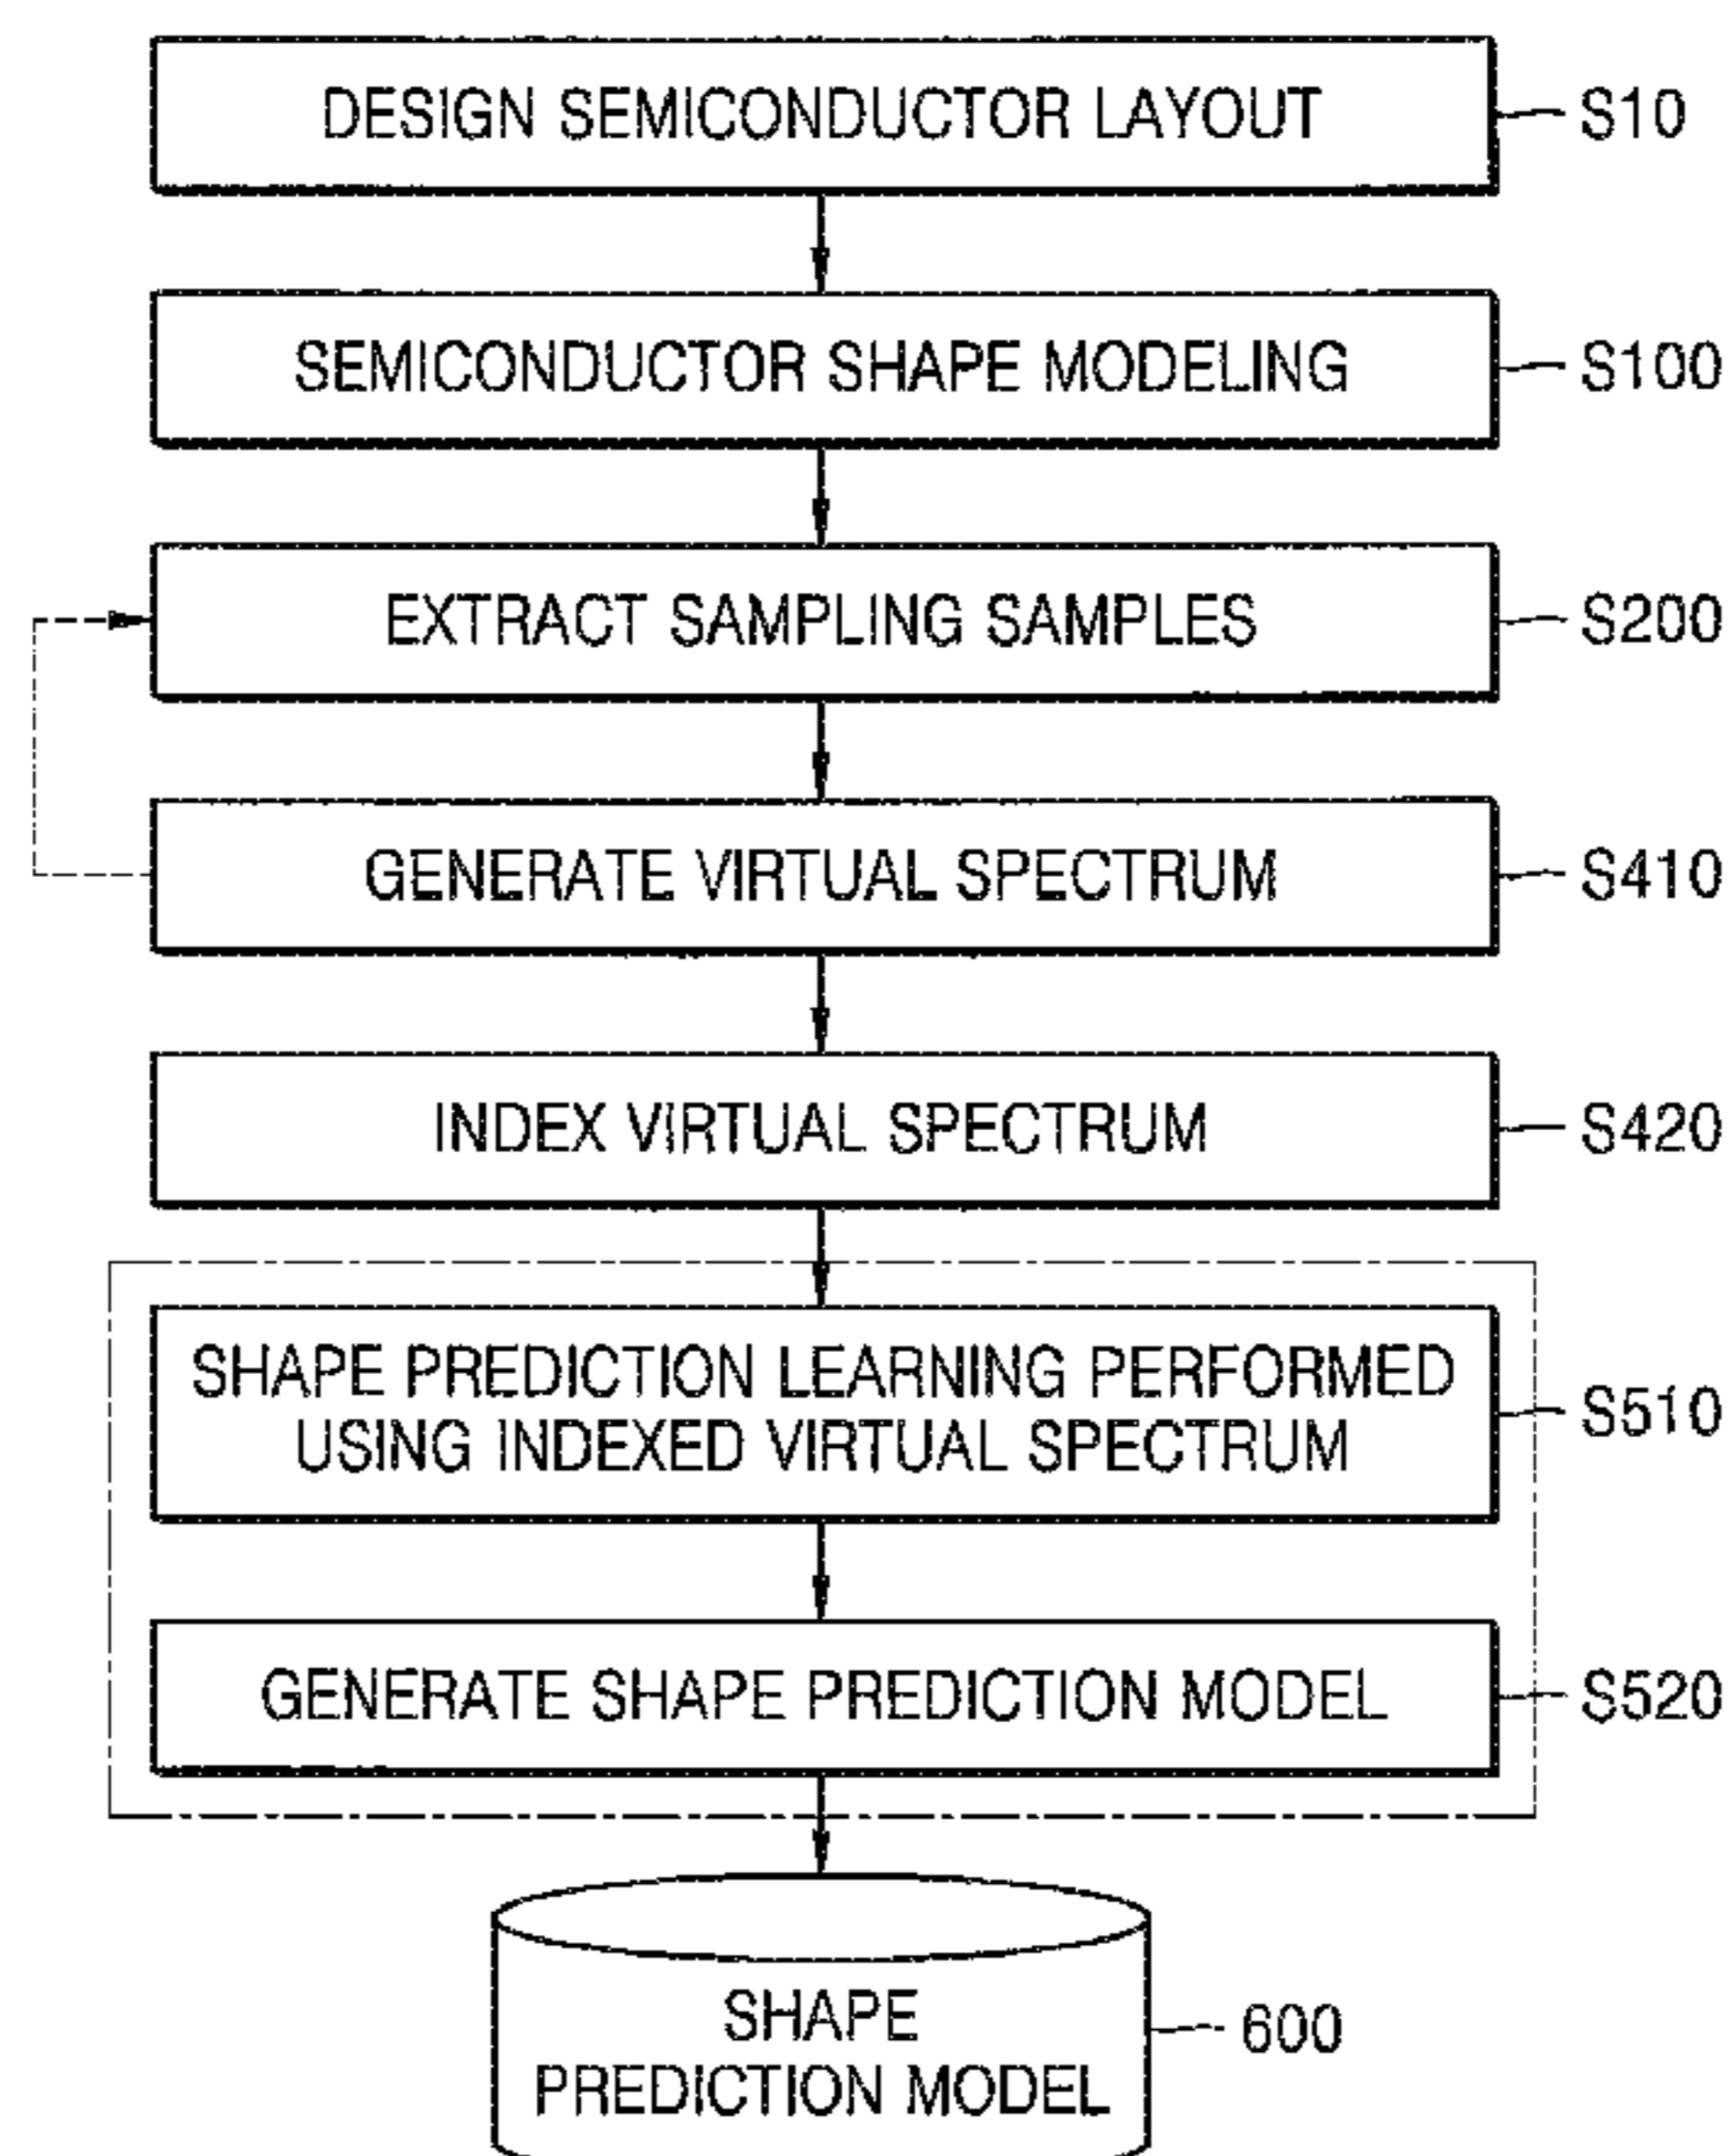 DESIGN SEMICONDUCTOR LAYOUT
S10
SEMICONDUCTOR SHAPE MODELING
S100
EXTRACT SAMPLING SAMPLES
S200
GENERATE VIRTUAL SPECTRUM
S410
INDEX VIRTUAL SPECTRUM
S420
SHAPE PREDICTION LEARNING PERFORMED
USING INDEXED VIRTUAL SPECTRUM
S510
GENERATE SHAPE PREDICTION MODEL
S520
SHAPE
PREDICTION MODEL
600